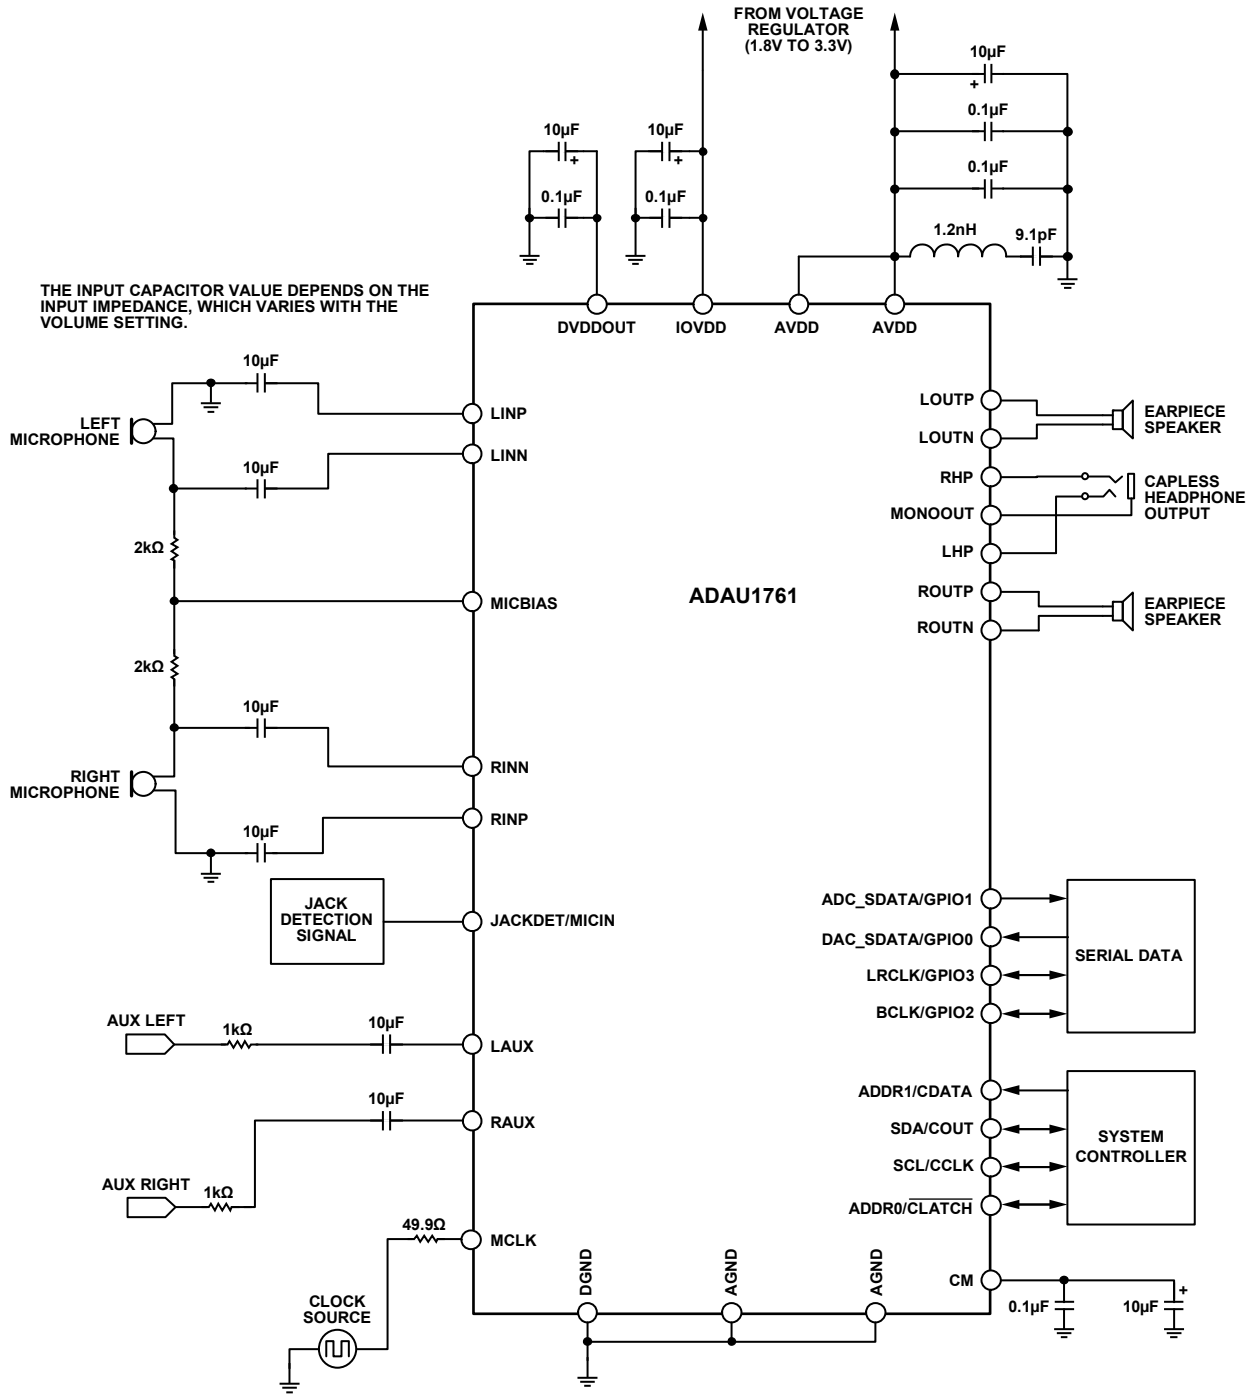 FROM VOLTAGE
REGULATOR
(1.8V TO 3.3V)
10µF
+
0.1µF
0.1µF
1.2nH
9.1pF
10µF
+
0.1µF
10µF
+
0.1µF
THE INPUT CAPACITOR VALUE DEPENDS ON THE
INPUT IMPEDANCE, WHICH VARIES WITH THE
VOLUME SETTING.
DVDDOUT
IOVDD
AVDD
AVDD
10µF
LINP
LEFT
MICROPHONE
LINN
10µF
2kΩ
MICBIAS
2kΩ
10µF
RINN
RIGHT
MICROPHONE
RINP
10µF
JACK
DETECTION
SIGNAL
JACKDET/MICIN
AUX LEFT
1kΩ
10µF
LAUX
10µF
RAUX
AUX RIGHT
1kΩ
49.9Ω
MCLK
CLOCK
SOURCE
ADAU1761
LOUTP
LOUTN
EARPIECE
SPEAKER
RHP
MONOOUT
LHP
CAPLESS
HEADPHONE
OUTPUT
ROUTP
ROUTN
EARPIECE
SPEAKER
ADC_SDATA/GPIO1
DAC_SDATA/GPIO0
LRCLK/GPIO3
BCLK/GPIO2
SERIAL DATA
ADDR1/CDATA
SDA/COUT
SCL/CCLK
ADDR0/CLATCH
SYSTEM
CONTROLLER
CM
0.1µF
10µF
+
DGND
AGND
AGND